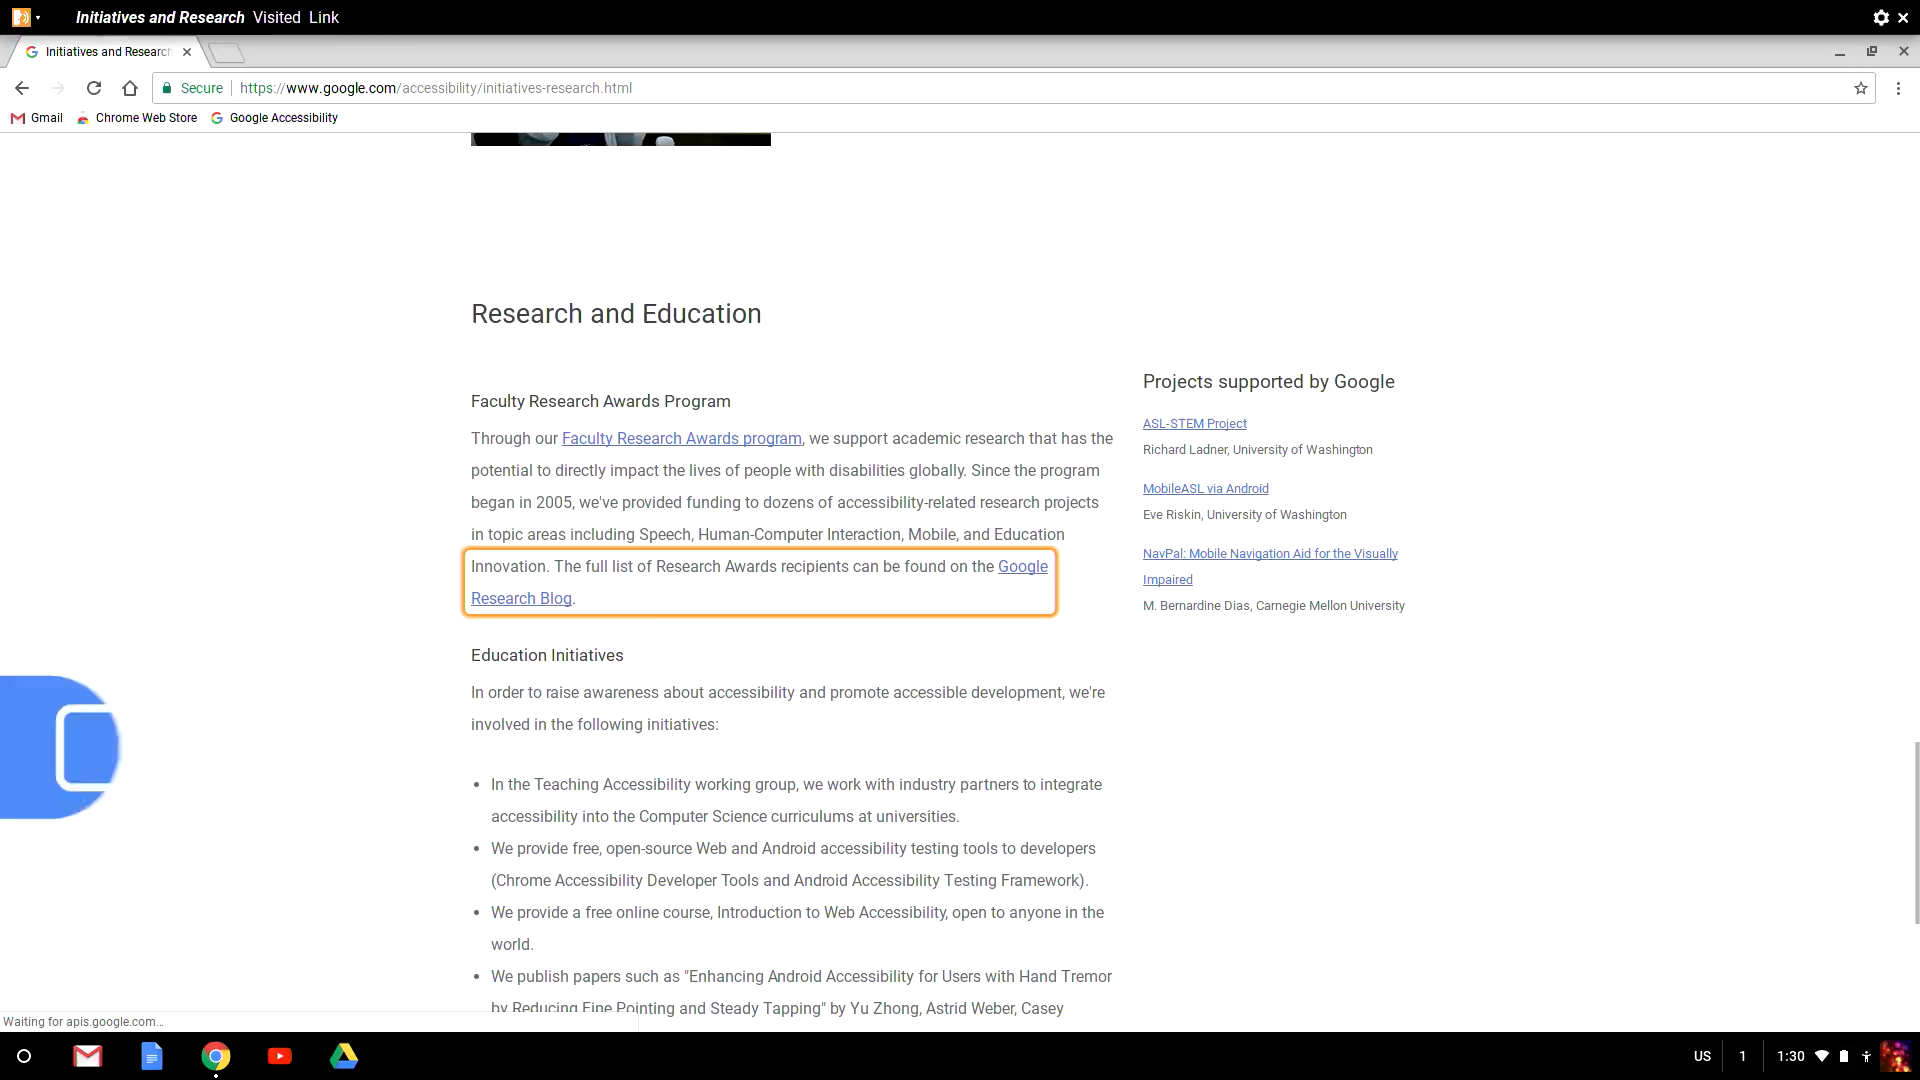 Initiatives and Research Visited Link
Initiatives and Research
Secure https://www.google.com/accessibility/initiatives-research.html
Gmail Chrome Web Store Google Accessibility
Research and Education
Faculty Research Awards Program
Through our Faculty Research Awards program, we support academic research that has the
potential to directly impact the lives of people with disabilities globally. Since the program
began in 2005, we've provided funding to dozens of accessibility-related research projects
in topic areas including Speech, Human-Computer Interaction, Mobile, and Education
Innovation. The full list of Research Awards recipients can be found on the Google
Research Blog.
Education Initiatives
In order to raise awareness about accessibility and promote accessible development, we're
involved in the following initiatives:
• In the Teaching Accessibility working group, we work with industry partners to integrate
accessibility into the Computer Science curriculums at universities.
• We provide free, open-source Web and Android accessibility testing tools to developers
(Chrome Accessibility Developer Tools and Android Accessibility Testing Framework).
• We provide a free online course, Introduction to Web Accessibility, open to anyone in the
world.
• We publish papers such as "Enhancing Android Accessibility for Users with Hand Tremor
by Reducing Fine Pointing and Steady Tapping" by Yu Zhong, Astrid Weber, Casey
Projects supported by Google
ASL-STEM Project
Richard Ladner, University of Washington
MobileASL via Android
Eve Riskin, University of Washington
NavPal: Mobile Navigation Aid for the Visually
Impaired
M. Bernardine Dias, Carnegie Mellon University
Waiting for apis.google.com...
US 1 1:30